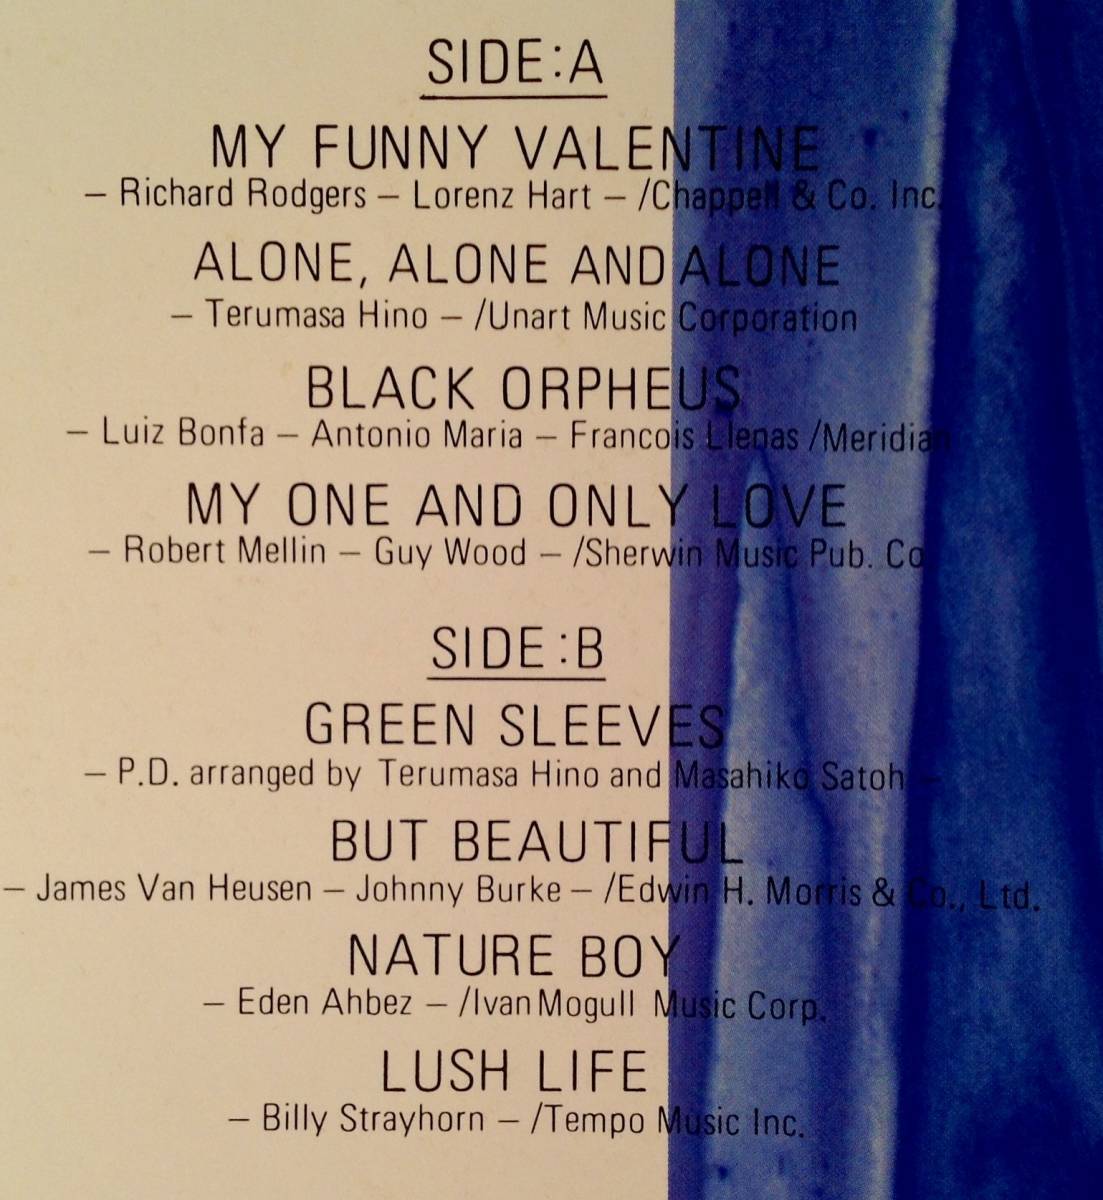 SIDE:A
MY FUNNY VALENTINE
– Richard Rodgers – Lorenz Hart – /Chappell & Co. Inc.
ALONE, ALONE AND ALONE
– Terumasa Hino – /Unart Music Corporation
BLACK ORPHEUS
– Luiz Bonfa – Antonio Maria – Francois Llenas /Meridian
MY ONE AND ONLY LOVE
– Robert Mellin – Guy Wood – /Sherwin Music Pub. Co
SIDE:B
GREEN SLEEVES
– P.D. arranged by Terumasa Hino and Masahiko Satoh –
BUT BEAUTIFUL
– James Van Heusen – Johnny Burke – /Edwin H. Morris & Co., Ltd.
NATURE BOY
– Eden Ahbez – /Ivan Mogull Music Corp.
LUSH LIFE
– Billy Strayhorn – /Tempo Music Inc.